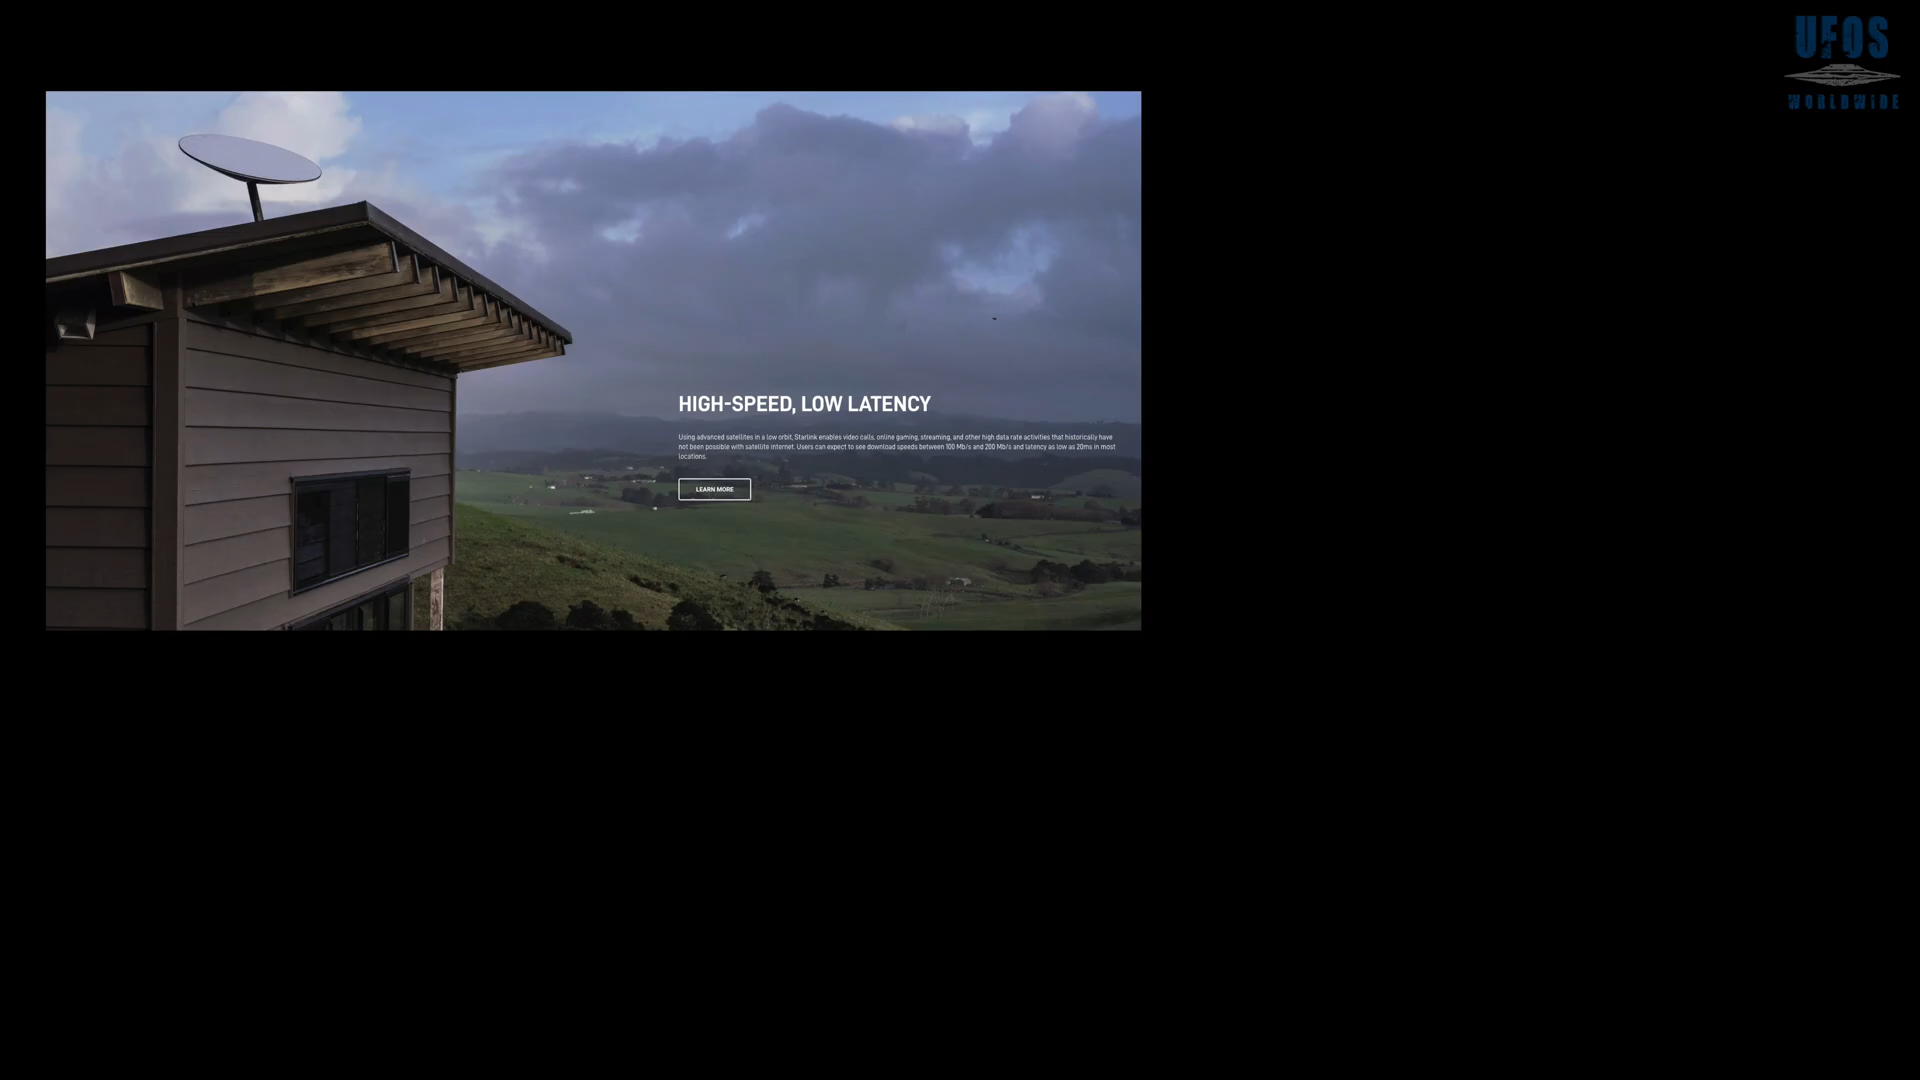 UFOS
WORLDWIDE
HIGH-SPEED, LOW LATENCY
Using advanced satellites in a low orbit, Starlink enables video calls, online gaming, streaming, and other high data rate activities that historically have
not been possible with satellite internet. Users can expect to see download speeds between 100 Mb/s and 200 Mb/s and latency as low as 20ms in most
locations.
LEARN MORE